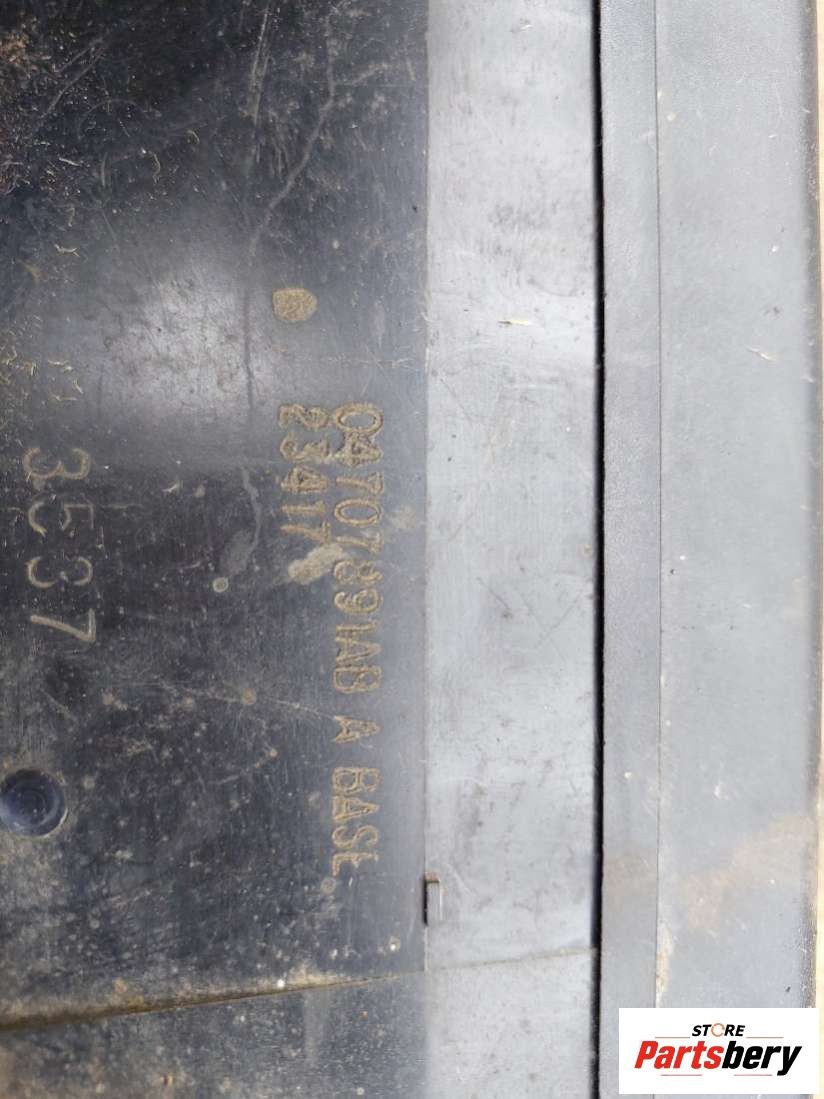 04707891AB A BASE
23417
3537
STORE
Partsbery